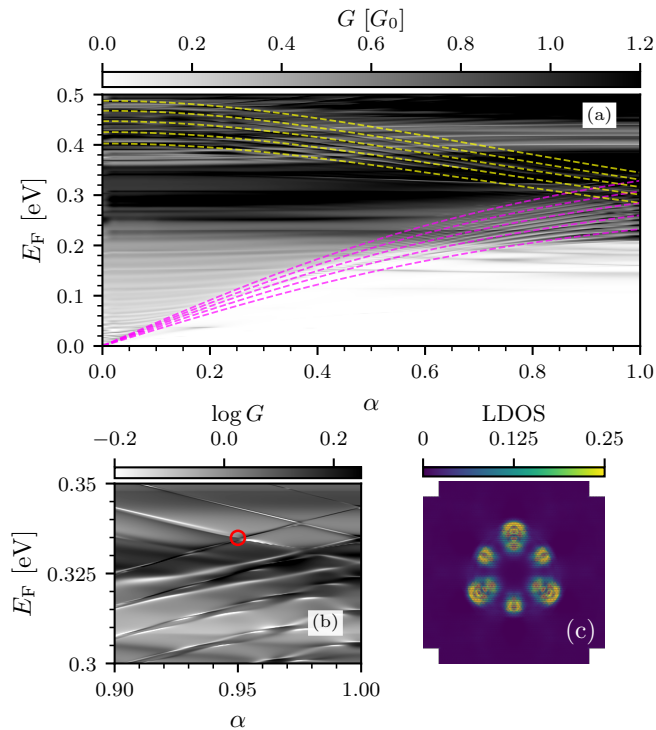 G [G₀]
0.0 0.2 0.4 0.6 0.8 1.0 1.2
(a)
0.5
0.4
0.3
0.2
0.1
0.0
E_F [eV]
0.0 0.2 0.4 0.6 0.8 1.0
α
log G
−0.2 0.0 0.2
0.35
0.325
0.3
E_F [eV]
(b)
0.90 0.95 1.00
α
LDOS
0 0.125 0.25
(c)